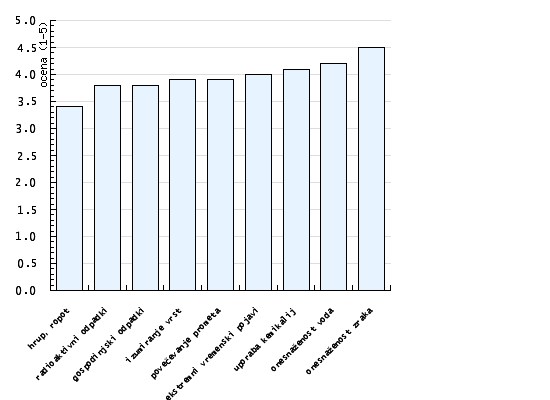 ocena (1-5)
5.0
4.5
4.0
3.5
3.0
2.5
2.0
1.5
1.0
0.5
0.0
hrup, ropot
radioaktivni odpadki
gospodinjski odpadki
izumiranje vrst
povečevanje prometa
ekstremni vremenski pojavi
uporaba kemikalij
onesnaženost voda
onesnaženost zraka